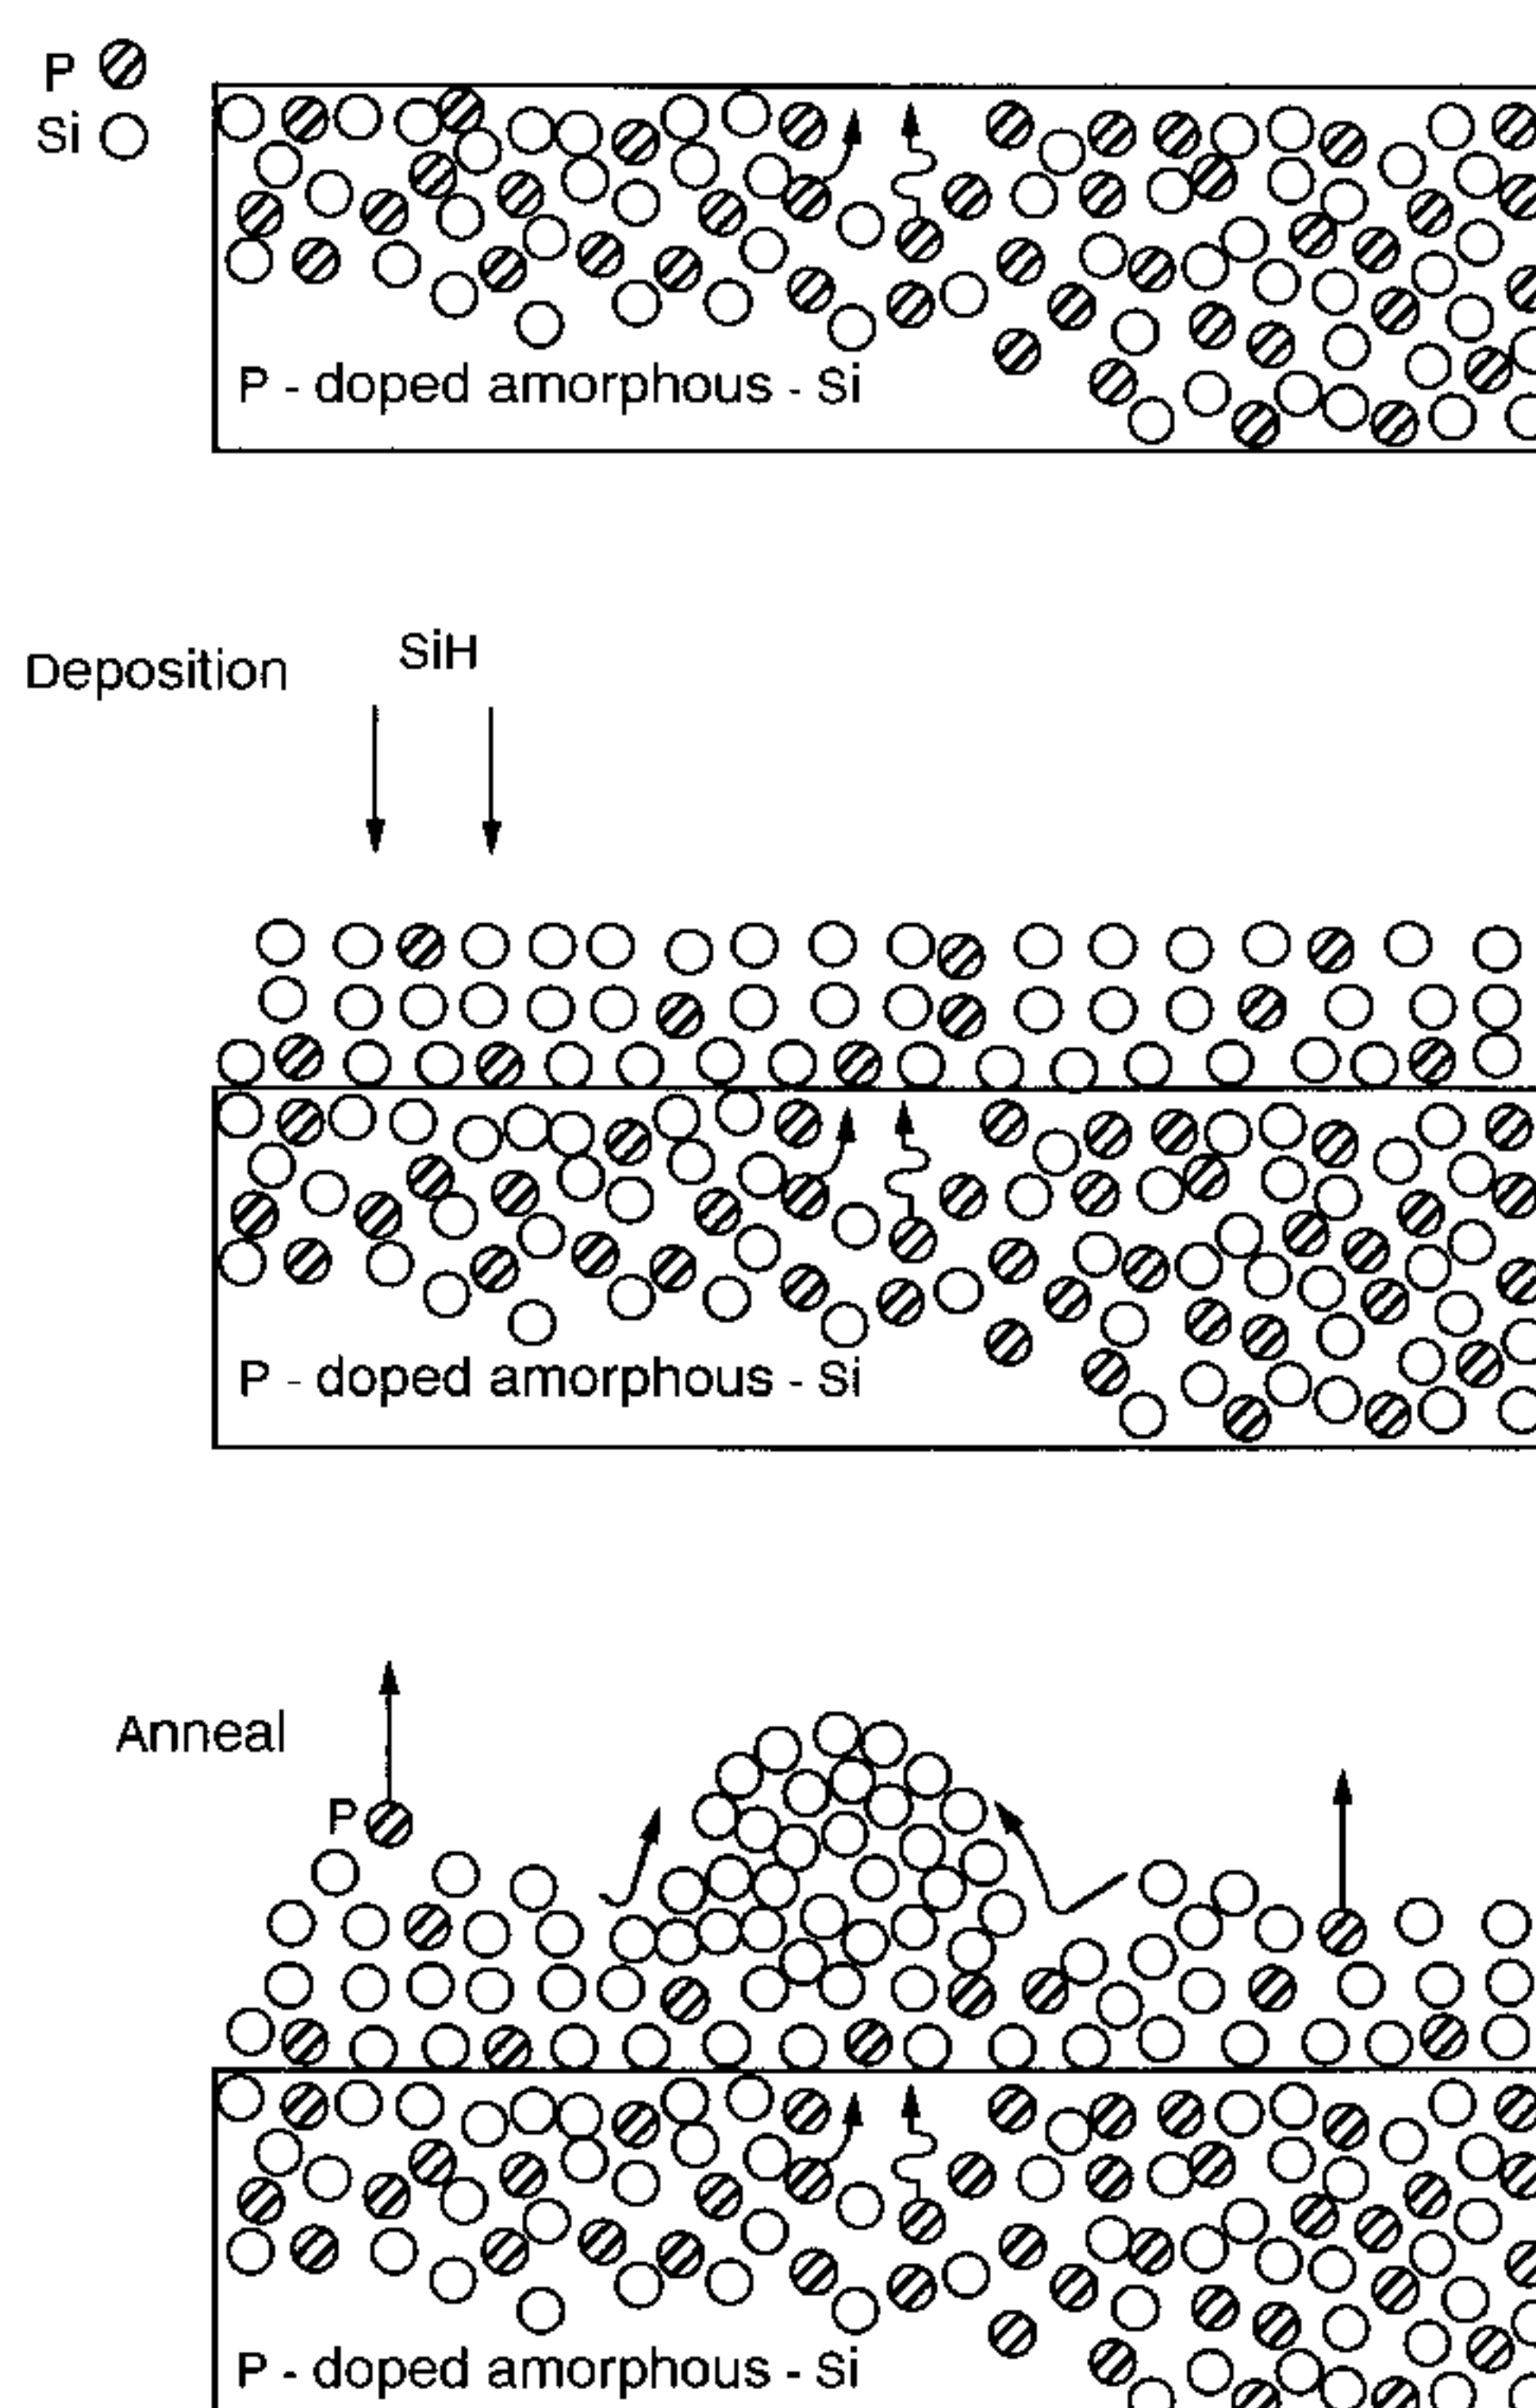 P
Si
P - doped amorphous - Si
Deposition
SiH
P - doped amorphous - Si
Anneal
P
P - doped amorphous - Si